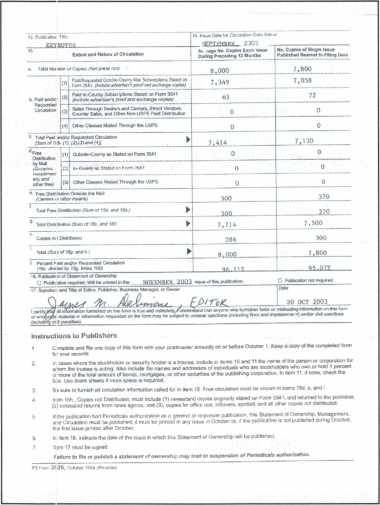 13. Publication Title
KEYNOTES
14. Issue Date for Circulation Data Below
SEPTEMBER, 2003
15.
Extent and Nature of Circulation
Average No. Copies Each Issue During Preceding 12 Months
No. Copies of Single Issue Published Nearest to Filing Date
a. Total Number of Copies (Net press run)
8,000
7,800
b. Paid and/or Requested Circulation
(1) Paid/Requested Outside-County Mail Subscriptions Stated on Form 3541. (Include advertiser's proof and exchange copies)
7,349
7,058
(2) Paid In-County Subscriptions Stated on Form 3541 (Include advertiser's proof and exchange copies)
65
72
(3) Sales Through Dealers and Carriers, Street Vendors, Counter Sales, and Other Non-USPS Paid Distribution
0
0
(4) Other Classes Mailed Through the USPS
0
0
c. Total Paid and/or Requested Circulation
[Sum of 15b. (1), (2),(3),and (4)]
7,414
7,130
d. Free Distribution by Mail
(1) Outside-County as Stated on Form 3541
0
0
(2) In-County as Stated on Form 3541
0
0
(3) Other Classes Mailed Through the USPS
0
0
e. Free Distribution Outside the Mail
(Carriers or other means)
300
370
f. Total Free Distribution (Sum of 15d. and 15e.)
300
370
g. Total Distribution (Sum of 15c. and 15f)
7,714
7,500
h. Copies not Distributed
286
300
i. Total (Sum of 15g. and h.)
8,000
7,800
j. Percent Paid and/or Requested Circulation
(15c. divided by 15g. times 100)
16. Publication of Statement of Ownership
Publication required. Will be printed in the NOVEMBER 2003 issue of this publication.
Publication not required.
17. Signature and Title of Editor, Publisher, Business Manager, or Owner
EDITOR
Date
20 OCT 2003
I certify that all information furnished on this form is true and complete. I understand that anyone who furnishes false or misleading information on this form
or who omits material or information requested on the form may be subject to criminal sanctions (including fines and imprisonment) and/or civil sanctions
(including civil penalties).
Instructions to Publishers
1. Complete and file one copy of this form with your postmaster annually on or before October 1. Keep a copy of the completed form
for your records.
2. In cases where the stockholder or security holder is a trustee, include in items 10 and 11 the name of the person or corporation for
whom the trustee is acting. Also include the names and addresses of individuals who are stockholders who own or hold 1 percent
or more of the total amount of bonds, mortgages, or other securities of the publishing corporation. In item 11, if none, check the
box. Use blank sheets if more space is required.
3. Be sure to furnish all circulation information called for in item 15. Free circulation must be shown in items 15d, e, and f.
4. Item 15h., Copies not Distributed, must include (1) newsstand copies originally stated on Form 3541, and returned to the publisher,
(2) estimated returns from news agents, and (3), copies for office use, leftovers, spoiled, and all other copies not distributed.
5. If the publication had Periodicals authorization as a general or requester publication, this Statement of Ownership, Management,
and Circulation must be published; it must be printed in any issue in October or, if the publication is not published during October,
the first issue printed after October.
6. In item 16, indicate the date of the issue in which this Statement of Ownership will be published.
7. Item 17 must be signed.
Failure to file or publish a statement of ownership may lead to suspension of Periodicals authorization.
PS Form 3526, October 1999 (Reverse)